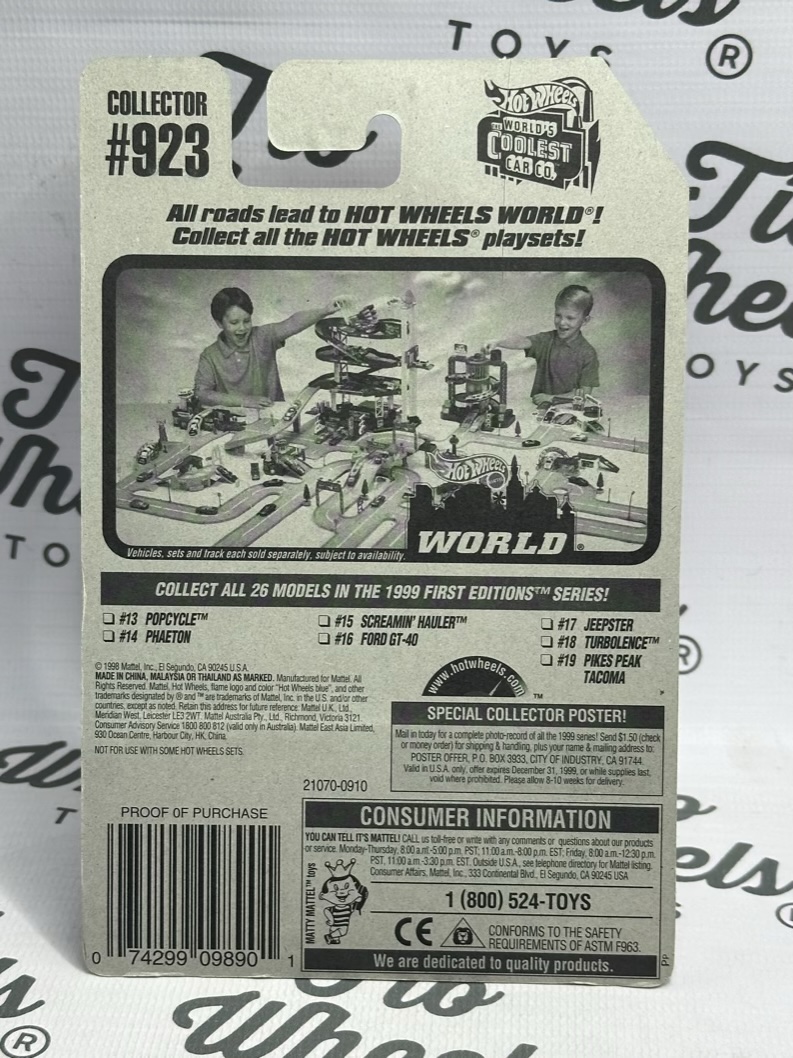 TOYS ®
COLLECTOR
#923
HOT WHEELS
THE WORLD'S
COOLEST
CAR CO.™
All roads lead to HOT WHEELS WORLD®!
Collect all the HOT WHEELS® playsets!
HOT WHEELS
WORLD ®
Vehicles, sets and track each sold separately, subject to availability.
COLLECT ALL 26 MODELS IN THE 1999 FIRST EDITIONS™ SERIES!
❏ #13 POPCYCLE™
❏ #14 PHAETON
❏ #15 SCREAMIN' HAULER™
❏ #16 FORD GT-40
❏ #17 JEEPSTER
❏ #18 TURBOLENCE™
❏ #19 PIKES PEAK
TACOMA
© 1998 Mattel, Inc., El Segundo, CA 90245 U.S.A.
MADE IN CHINA, MALAYSIA OR THAILAND AS MARKED. Manufactured for Mattel. All
Rights Reserved. Mattel, Hot Wheels, flame logo and color "Hot Wheels blue", and other
trademarks designated by ® and ™ are trademarks of Mattel, Inc. in the U.S. and/or other
countries, except as noted. Retain this address for future reference: Mattel U.K., Ltd.,
Meridian West, Leicester LE3 2WT. Mattel Australia Pty., Ltd., Richmond, Victoria 3121.
Consumer Advisory Service 1800 800 812 (valid only in Australia). Mattel East Asia Limited,
930 Ocean Centre, Harbour City, HK, China.
NOT FOR USE WITH SOME HOT WHEELS SETS.
www.hotwheels.com ™
SPECIAL COLLECTOR POSTER!
Mail in today for a complete photo-record of all the 1999 series! Send $1.50 (check
or money order) for shipping & handling, plus your name & mailing address to:
POSTER OFFER, P.O. BOX 3933, CITY OF INDUSTRY, CA 91744.
Valid in U.S.A. only, offer expires December 31, 1999, or while supplies last,
void where prohibited. Please allow 8-10 weeks for delivery.
21070-0910
PROOF OF PURCHASE
0 74299 09890 1
CONSUMER INFORMATION
YOU CAN TELL IT'S MATTEL! CALL us toll-free or write with any comments or questions about our products
or service. Monday-Thursday, 8:00 a.m.-5:00 p.m. PST; 11:00 a.m.-8:00 p.m. EST; Friday, 8:00 a.m.-12:30 p.m.
PST, 11:00 a.m.-3:30 p.m. EST. Outside U.S.A., see telephone directory for Mattel listing.
Consumer Affairs, Mattel, Inc., 333 Continental Blvd., El Segundo, CA 90245 USA
MATTY MATTEL™ toys
1 (800) 524-TOYS
CE
CONFORMS TO THE SAFETY
REQUIREMENTS OF ASTM F963.
We are dedicated to quality products.
pp